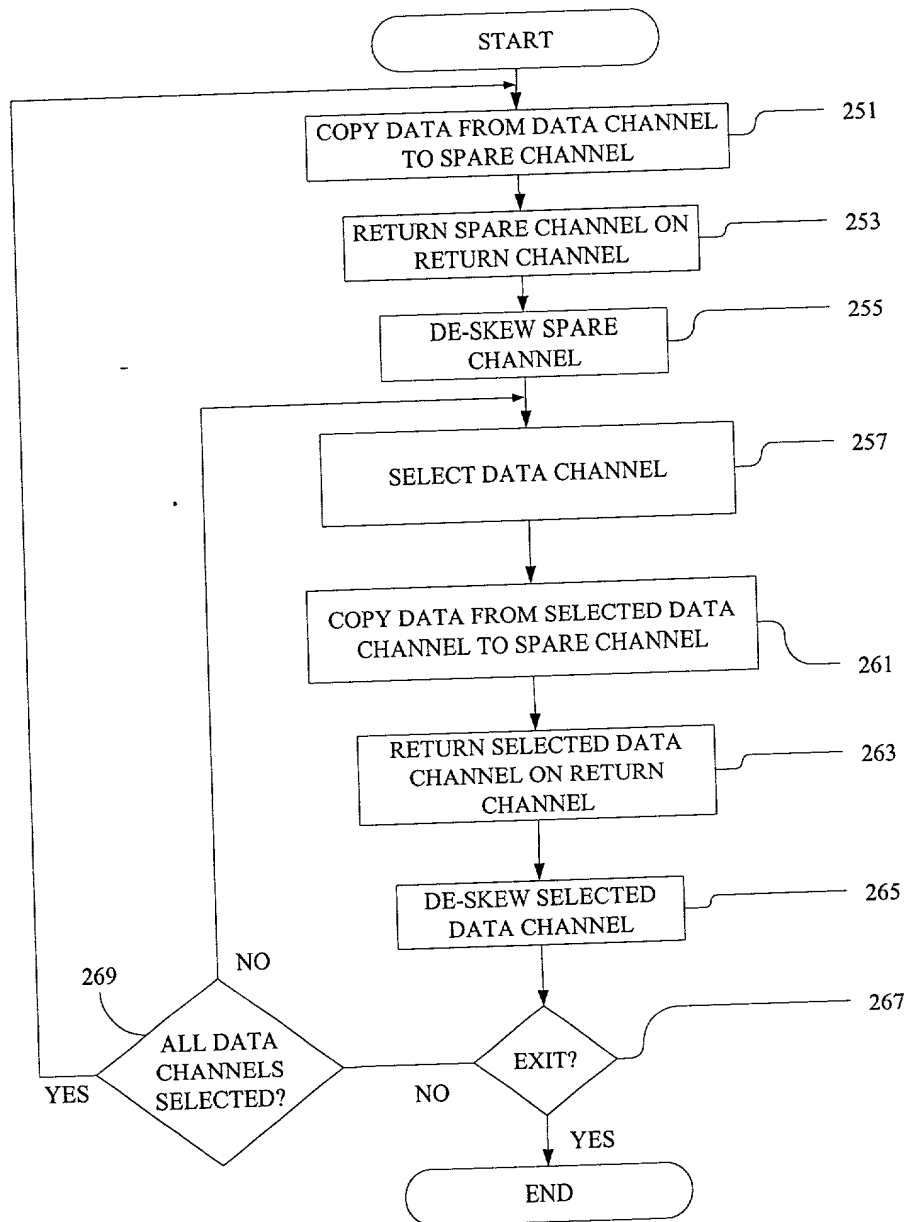 START
COPY DATA FROM DATA CHANNEL
TO SPARE CHANNEL
251
RETURN SPARE CHANNEL ON
RETURN CHANNEL
253
DE-SKEW SPARE
CHANNEL
255
SELECT DATA CHANNEL
257
COPY DATA FROM SELECTED DATA
CHANNEL TO SPARE CHANNEL
261
RETURN SELECTED DATA
CHANNEL ON RETURN
CHANNEL
263
DE-SKEW SELECTED
DATA CHANNEL
265
EXIT?
267
NO
YES
269
ALL DATA
CHANNELS
SELECTED?
NO
YES
END